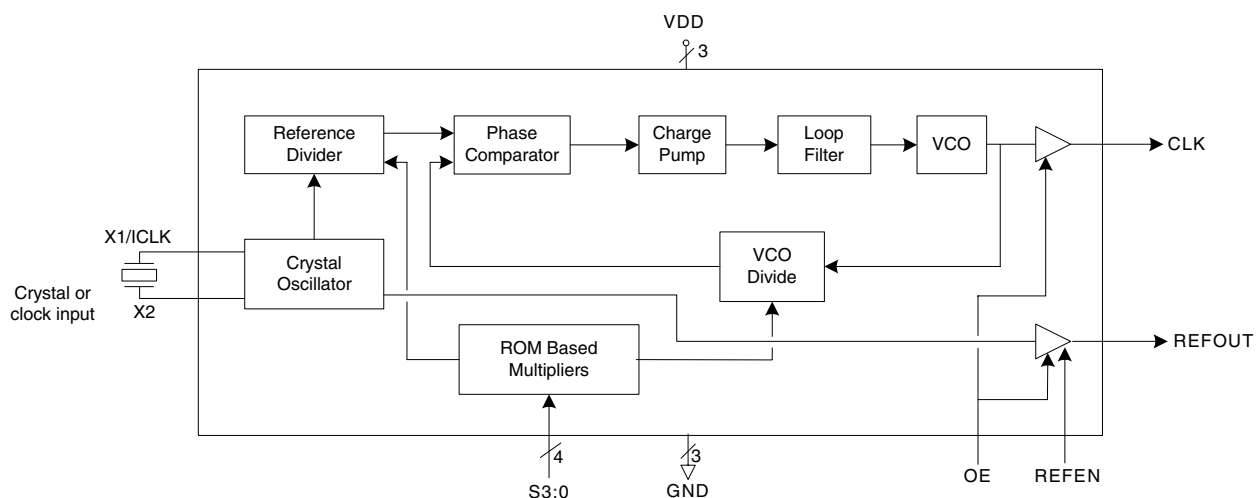 VDD
3
Reference
Divider
Phase
Comparator
Charge
Pump
Loop
Filter
VCO
CLK
X1/ICLK
Crystal or
clock input
X2
Crystal
Oscillator
VCO
Divide
ROM Based
Multipliers
REFOUT
4
S3:0
3
GND
OE
REFEN